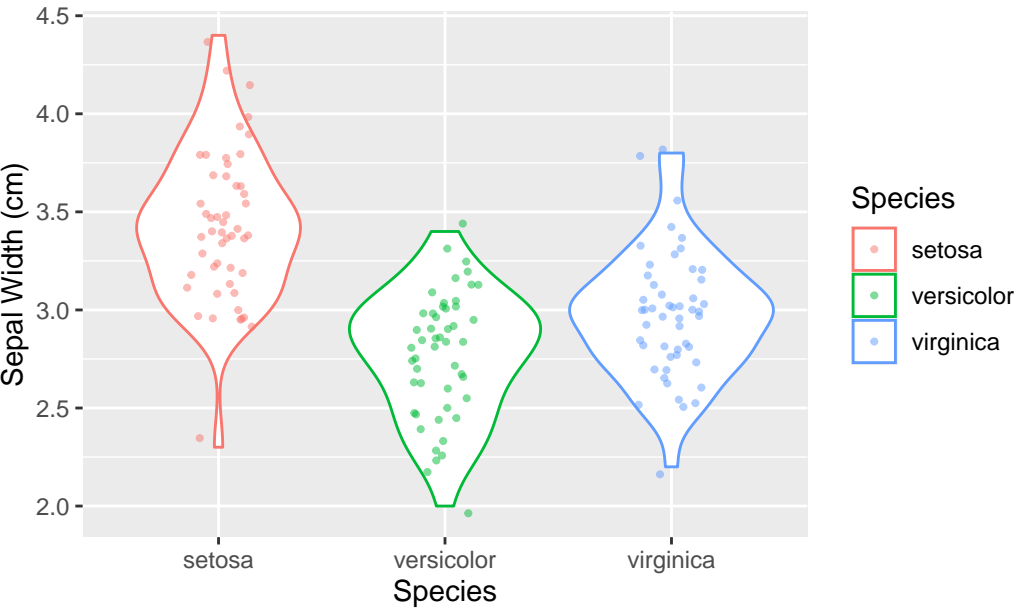 Sepal Width (cm)
4.5
4.0
3.5
3.0
2.5
2.0
setosa
versicolor
virginica
Species
Species
setosa
versicolor
virginica